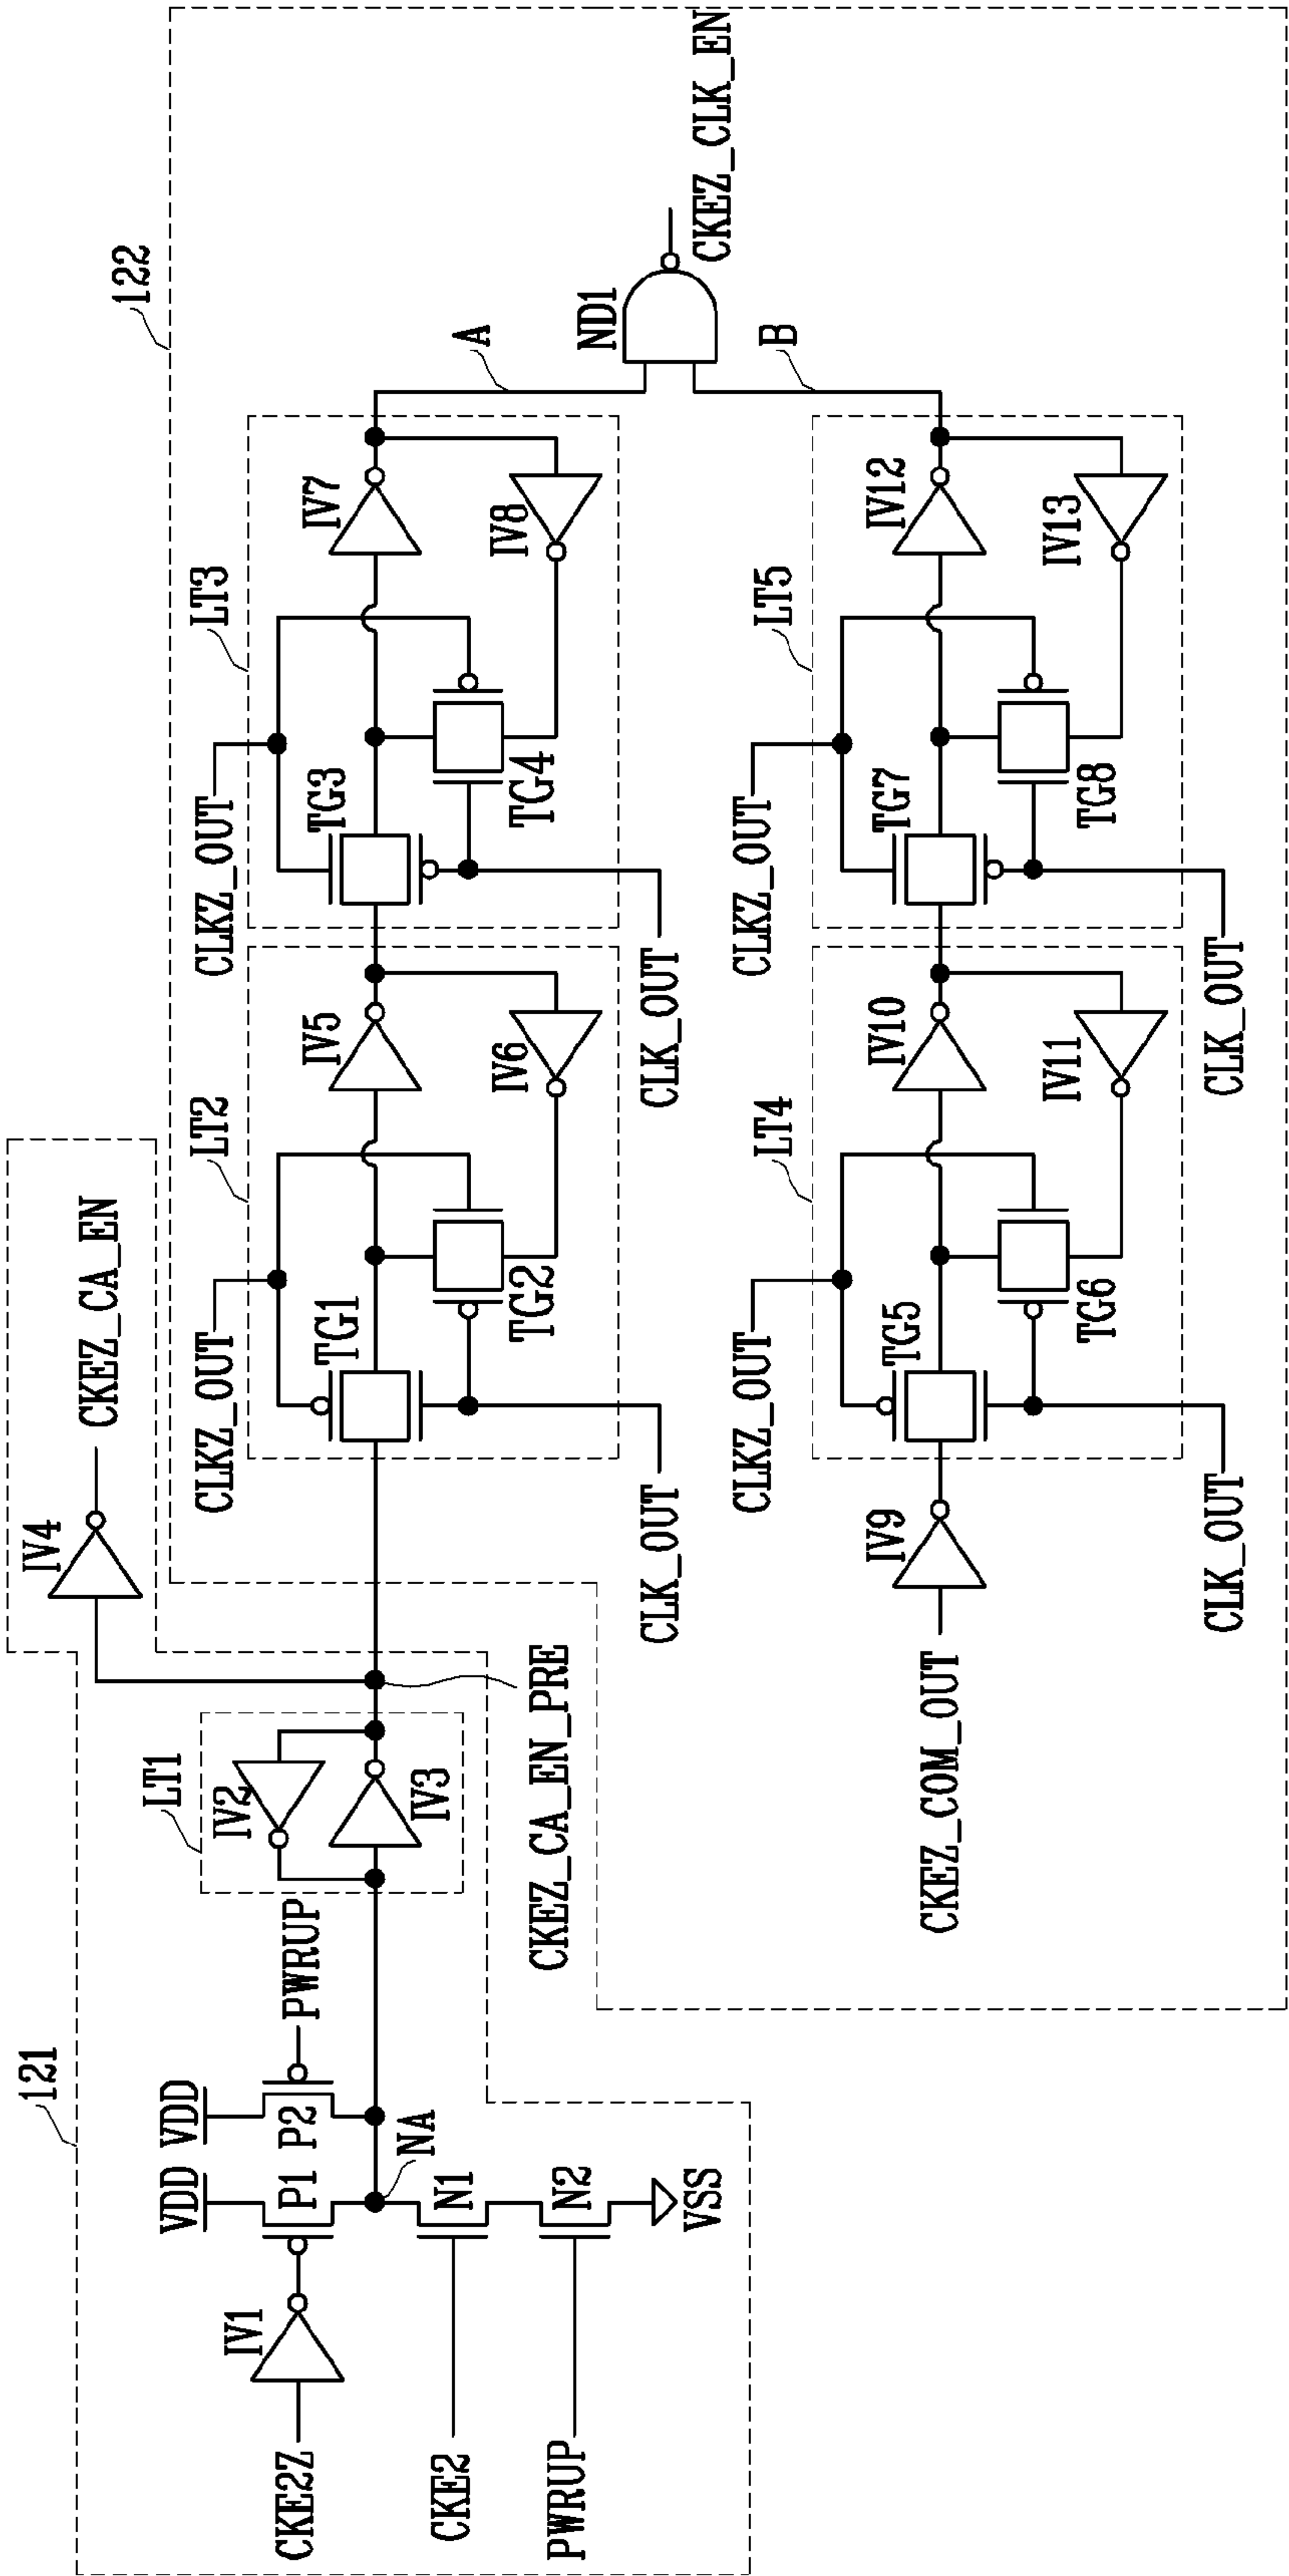 121
122
CKE2Z
IV1
VDD
P1
VDD
P2
PWRUP
CKE2
N1
NA
PWRUP
N2
VSS
LT1
IV2
IV3
CKEZ_CA_EN_PRE
IV4
CKEZ_CA_EN
LT2
CLKZ_OUT
TG1
TG2
IV5
IV6
CLK_OUT
LT3
CLKZ_OUT
TG3
TG4
IV7
IV8
CLK_OUT
A
ND1
CKEZ_CLK_EN
B
CKEZ_COM_OUT
IV9
LT4
CLKZ_OUT
TG5
TG6
IV10
IV11
CLK_OUT
LT5
CLKZ_OUT
TG7
TG8
IV12
IV13
CLK_OUT